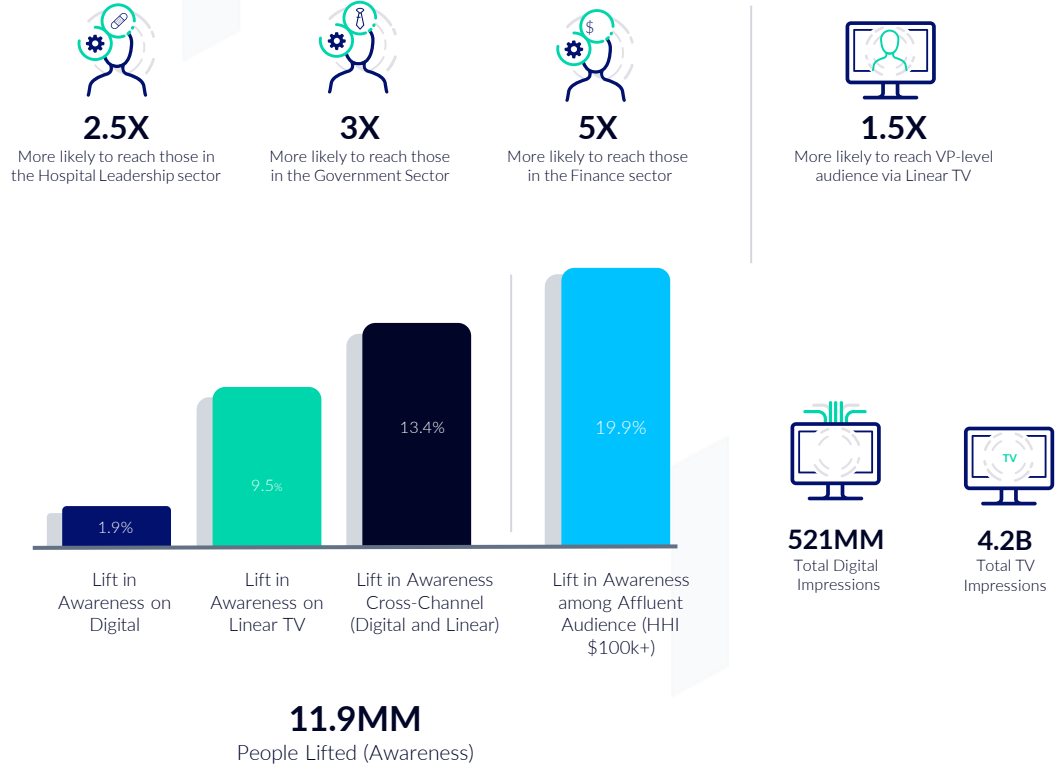 $
2.5X
More likely to reach those in
the Hospital Leadership sector
3X
More likely to reach those
in the Government Sector
5X
More likely to reach those
in the Finance sector
1.5X
More likely to reach VP-level
audience via Linear TV
1.9%
9.5%
13.4%
19.9%
Lift in
Awareness on
Digital
Lift in
Awareness on
Linear TV
Lift in Awareness
Cross-Channel
(Digital and Linear)
Lift in Awareness
among Affluent
Audience (HHI
$100k+)
11.9MM
People Lifted (Awareness)
521MM
Total Digital
Impressions
TV
4.2B
Total TV
Impressions